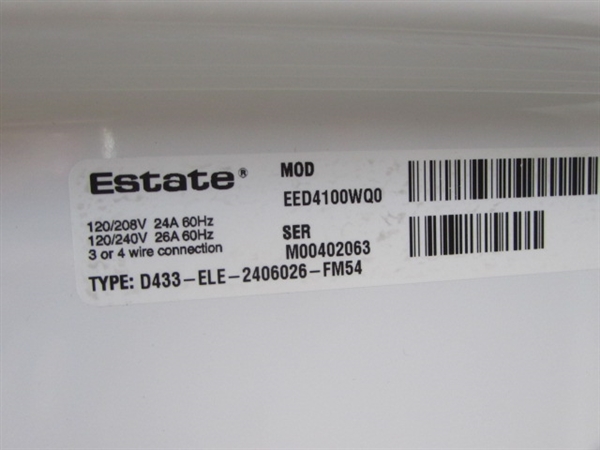 Estate®
120/208V 24A 60Hz
120/240V 26A 60Hz
3 or 4 wire connection
MOD
EED4100WQ0
SER
M00402063
TYPE: D433-ELE-2406026-FM54